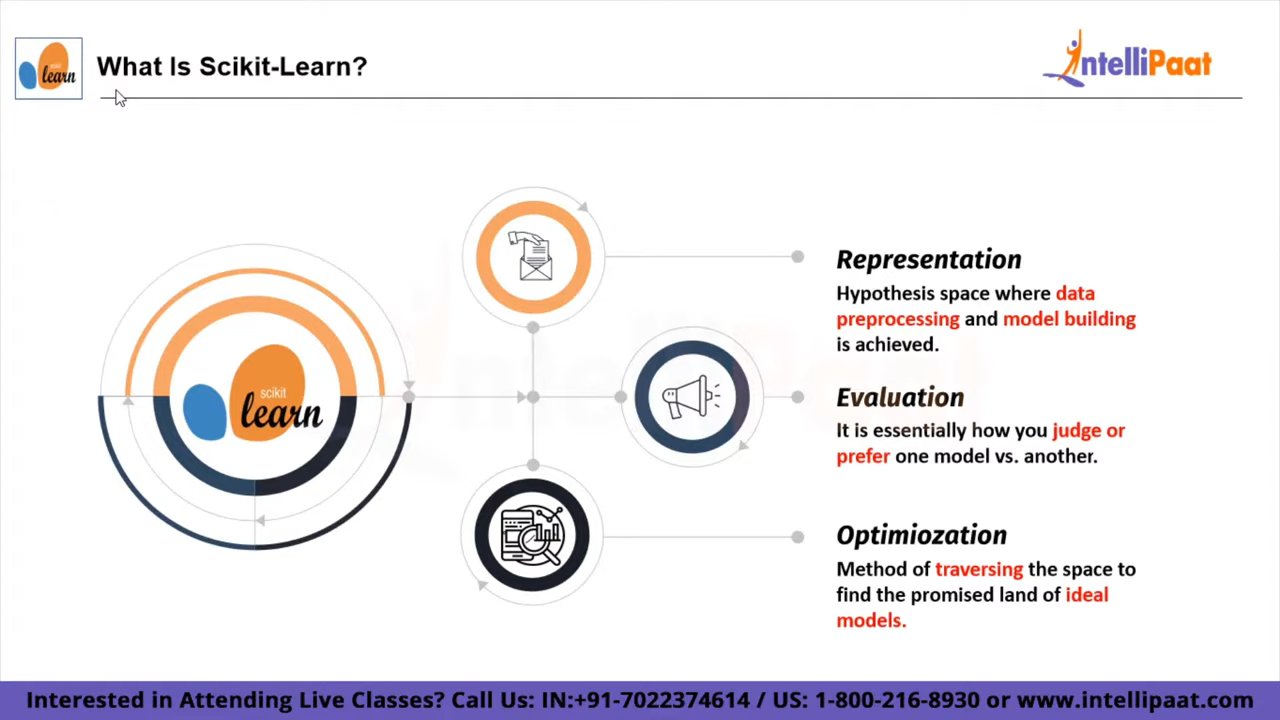 scikit
learn
What Is Scikit-Learn?
IntelliPaat
scikit
learn
Representation
Hypothesis space where data
preprocessing and model building
is achieved.
Evaluation
It is essentially how you judge or
prefer one model vs. another.
Optimiozation
Method of traversing the space to
find the promised land of ideal
models.
Interested in Attending Live Classes? Call Us: IN:+91-7022374614 / US: 1-800-216-8930 or www.intellipaat.com